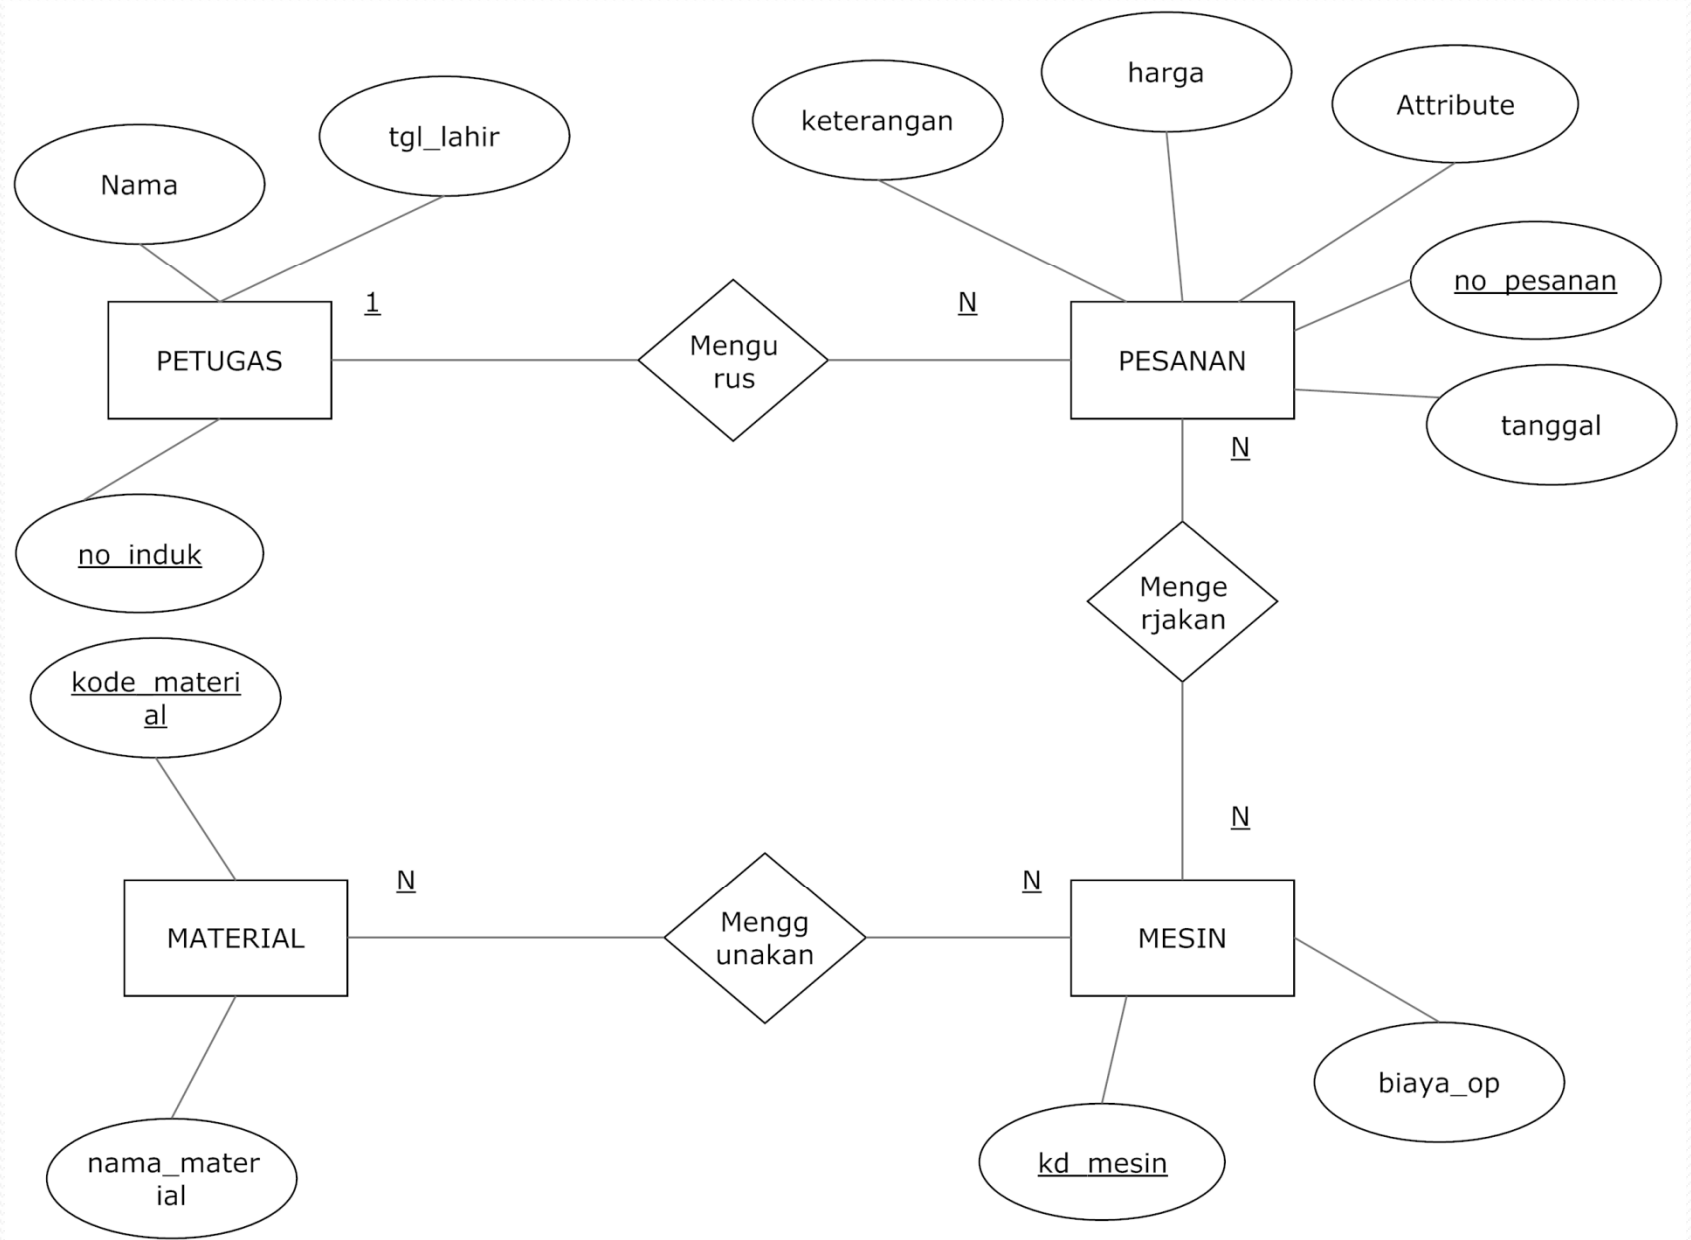 harga
Attribute
keterangan
tgl_lahir
Nama
no_pesanan
1
N
Mengu
rus
PETUGAS
PESANAN
tanggal
N
no_induk
Menge
rjakan
kode_materi
al
N
N
N
Mengg
unakan
MATERIAL
MESIN
biaya_op
nama_mater
ial
kd_mesin